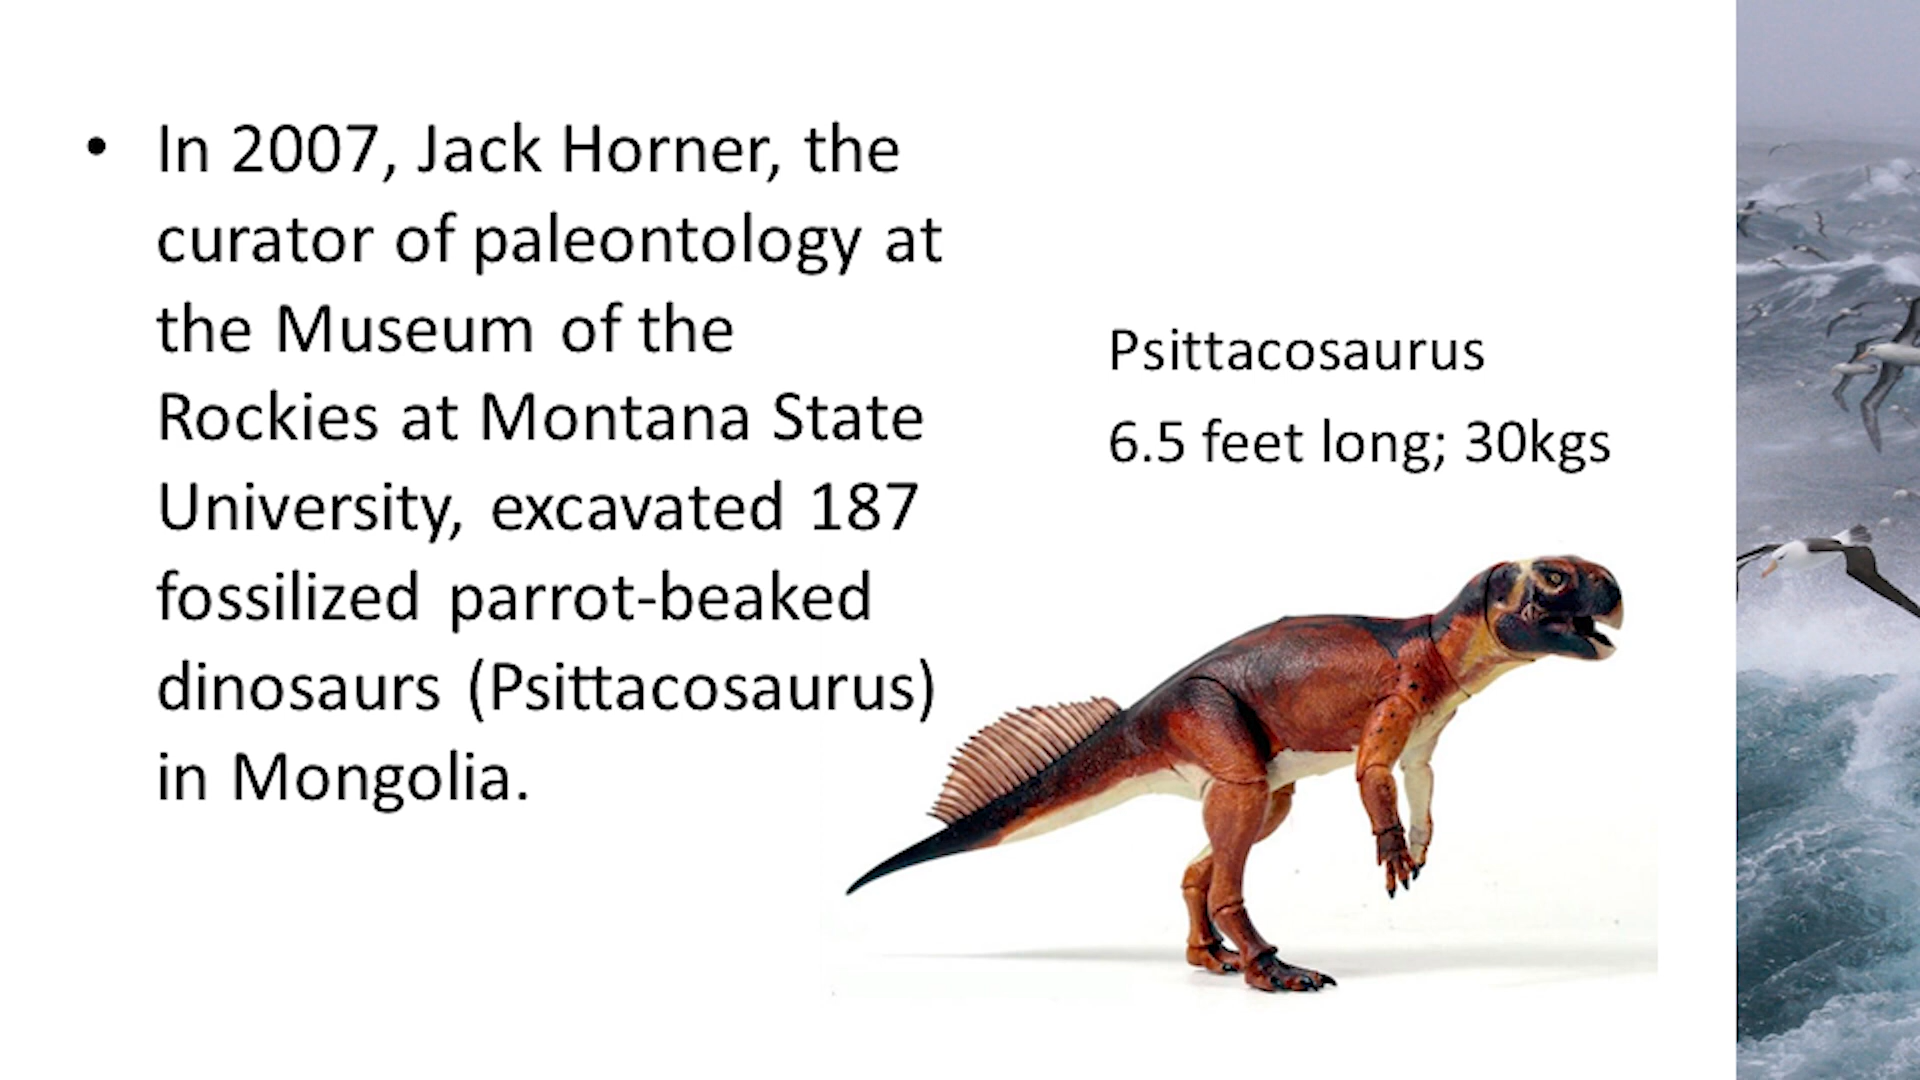 • In 2007, Jack Horner, the
curator of paleontology at
the Museum of the
Rockies at Montana State
University, excavated 187
fossilized parrot-beaked
dinosaurs (Psittacosaurus)
in Mongolia.
Psittacosaurus
6.5 feet long; 30kgs